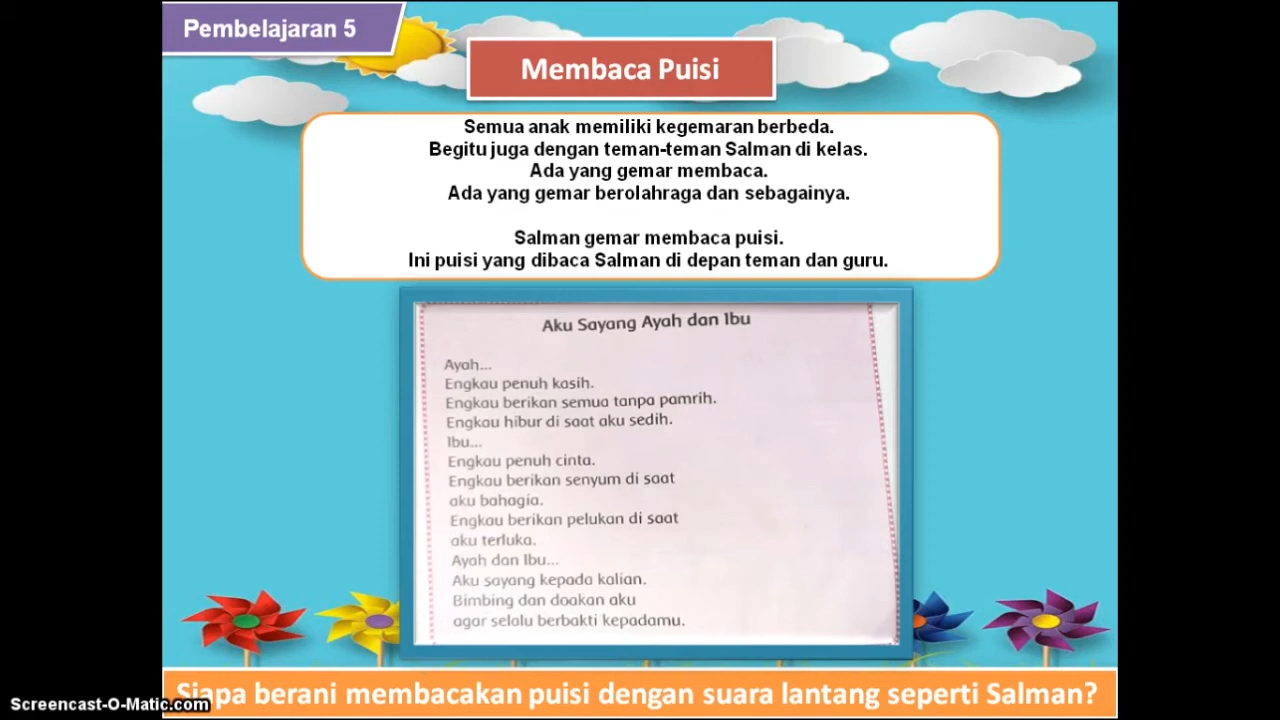 Pembelajaran 5
Membaca Puisi
Semua anak memiliki kegemaran berbeda.
Begitu juga dengan teman-teman Salman di kelas.
Ada yang gemar membaca.
Ada yang gemar berolahraga dan sebagainya.
Salman gemar membaca puisi.
Ini puisi yang dibaca Salman di depan teman dan guru.
Aku Sayang Ayah dan Ibu
Ayah...
Engkau penuh kasih.
Engkau berikan semua tanpa pamrih.
Engkau hibur di saat aku sedih.
Ibu...
Engkau penuh cinta.
Engkau berikan senyum di saat
aku bahagia.
Engkau berikan pelukan di saat
aku terluka.
Ayah dan Ibu...
Aku sayang kepada kalian.
Bimbing dan doakan aku
agar selalu berbakti kepadamu.
Siapa berani membacakan puisi dengan suara lantang seperti Salman?
Screencast-O-Matic.com